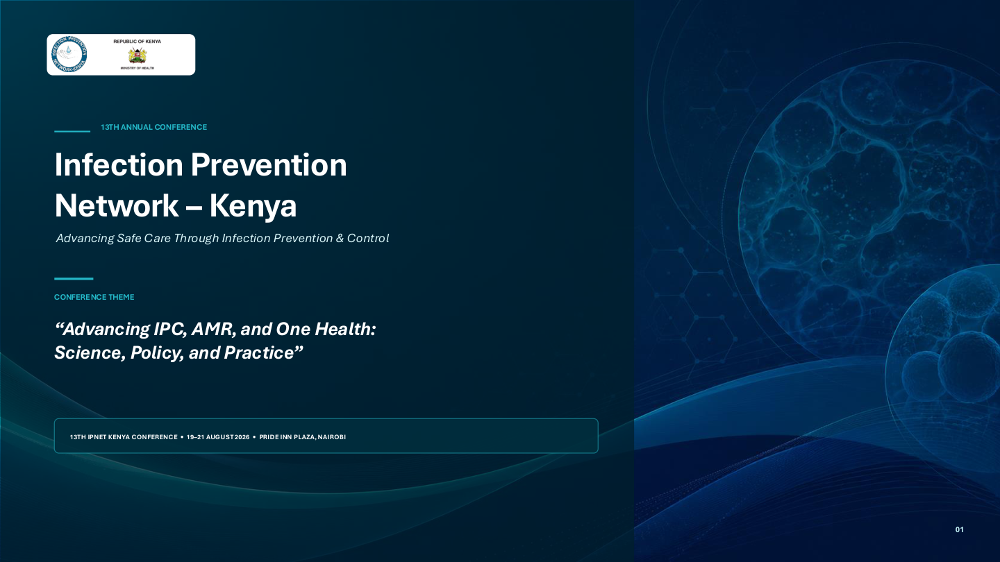 INFECTION PREVENTION
NETWORK-KENYA
REPUBLIC OF KENYA
MINISTRY OF HEALTH
13TH ANNUAL CONFERENCE
Infection Prevention
Network – Kenya
Advancing Safe Care Through Infection Prevention & Control
CONFERENCE THEME
“Advancing IPC, AMR, and One Health:
Science, Policy, and Practice”
13TH IPNET KENYA CONFERENCE • 19–21 AUGUST 2026 • PRIDE INN PLAZA, NAIROBI
01